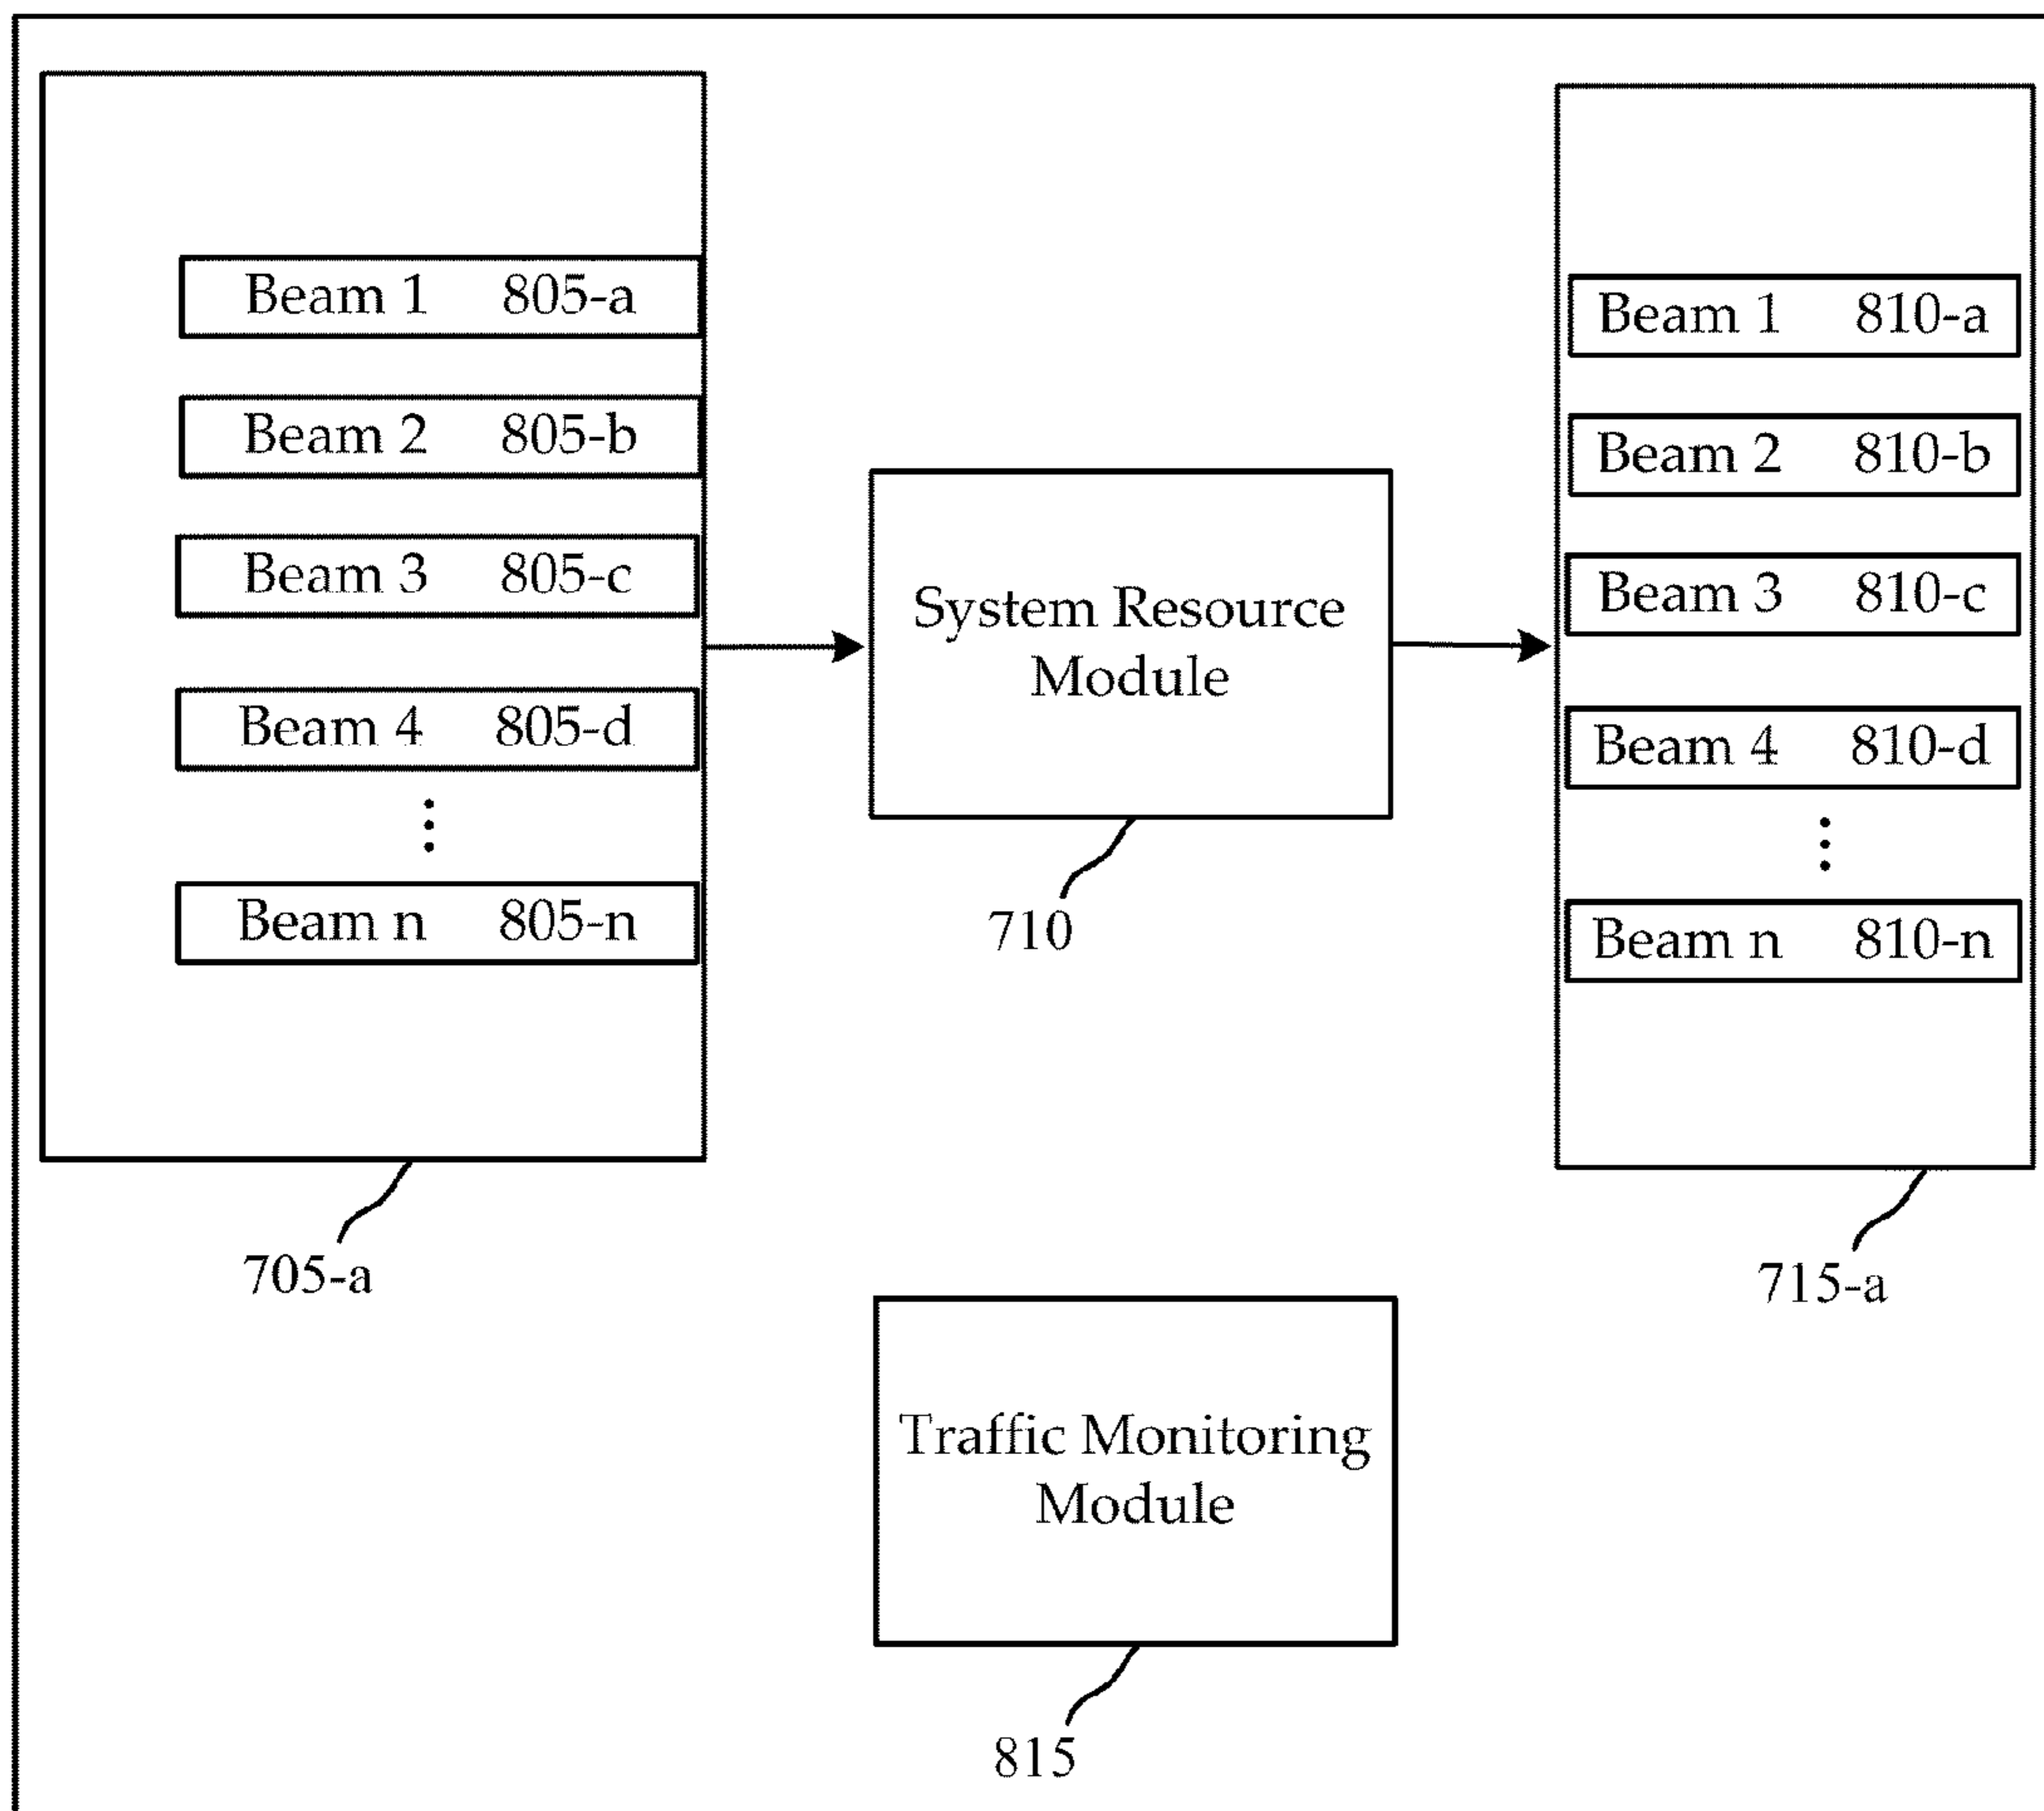 Beam 1 805-a
Beam 2 805-b
Beam 3 805-c
Beam 4 805-d
Beam n 805-n
705-a
System Resource
Module
710
Beam 1 810-a
Beam 2 810-b
Beam 3 810-c
Beam 4 810-d
Beam n 810-n
715-a
Traffic Monitoring
Module
815